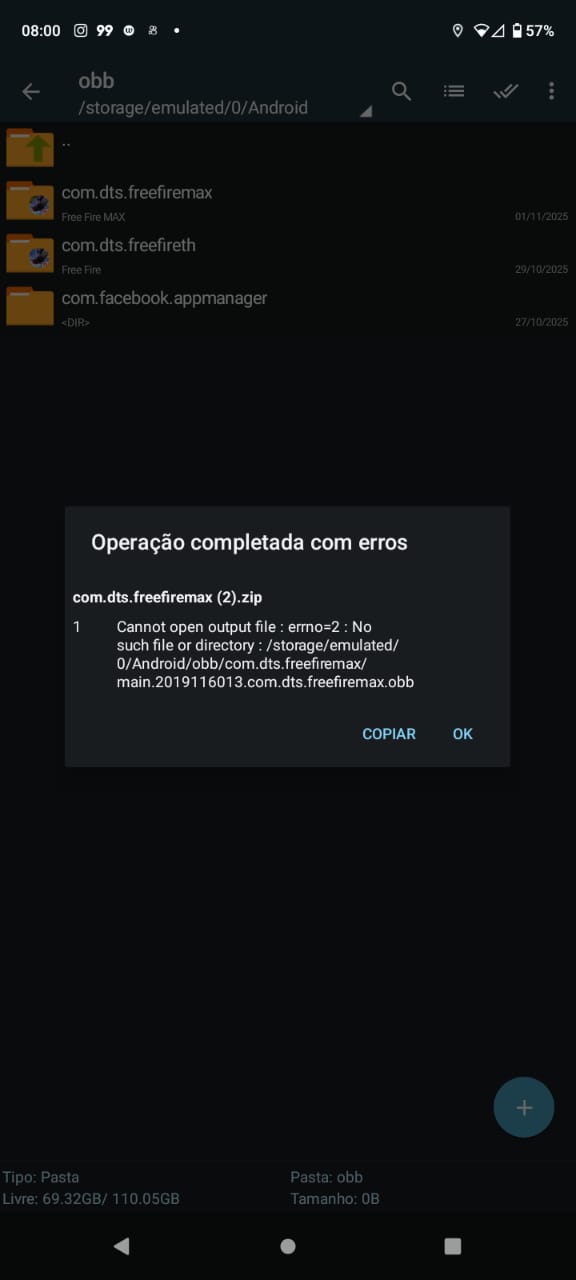 08:00 99 57%
obb
/storage/emulated/0/Android
..
com.dts.freefiremax
Free Fire MAX 01/11/2025
com.dts.freefireth
Free Fire 29/10/2025
com.facebook.appmanager
<DIR> 27/10/2025
Operação completada com erros
com.dts.freefiremax (2).zip
1 Cannot open output file : errno=2 : No
such file or directory : /storage/emulated/
0/Android/obb/com.dts.freefiremax/
main.2019116013.com.dts.freefiremax.obb
COPIAR OK
Tipo: Pasta Pasta: obb
Livre: 69.32GB/ 110.05GB Tamanho: 0B